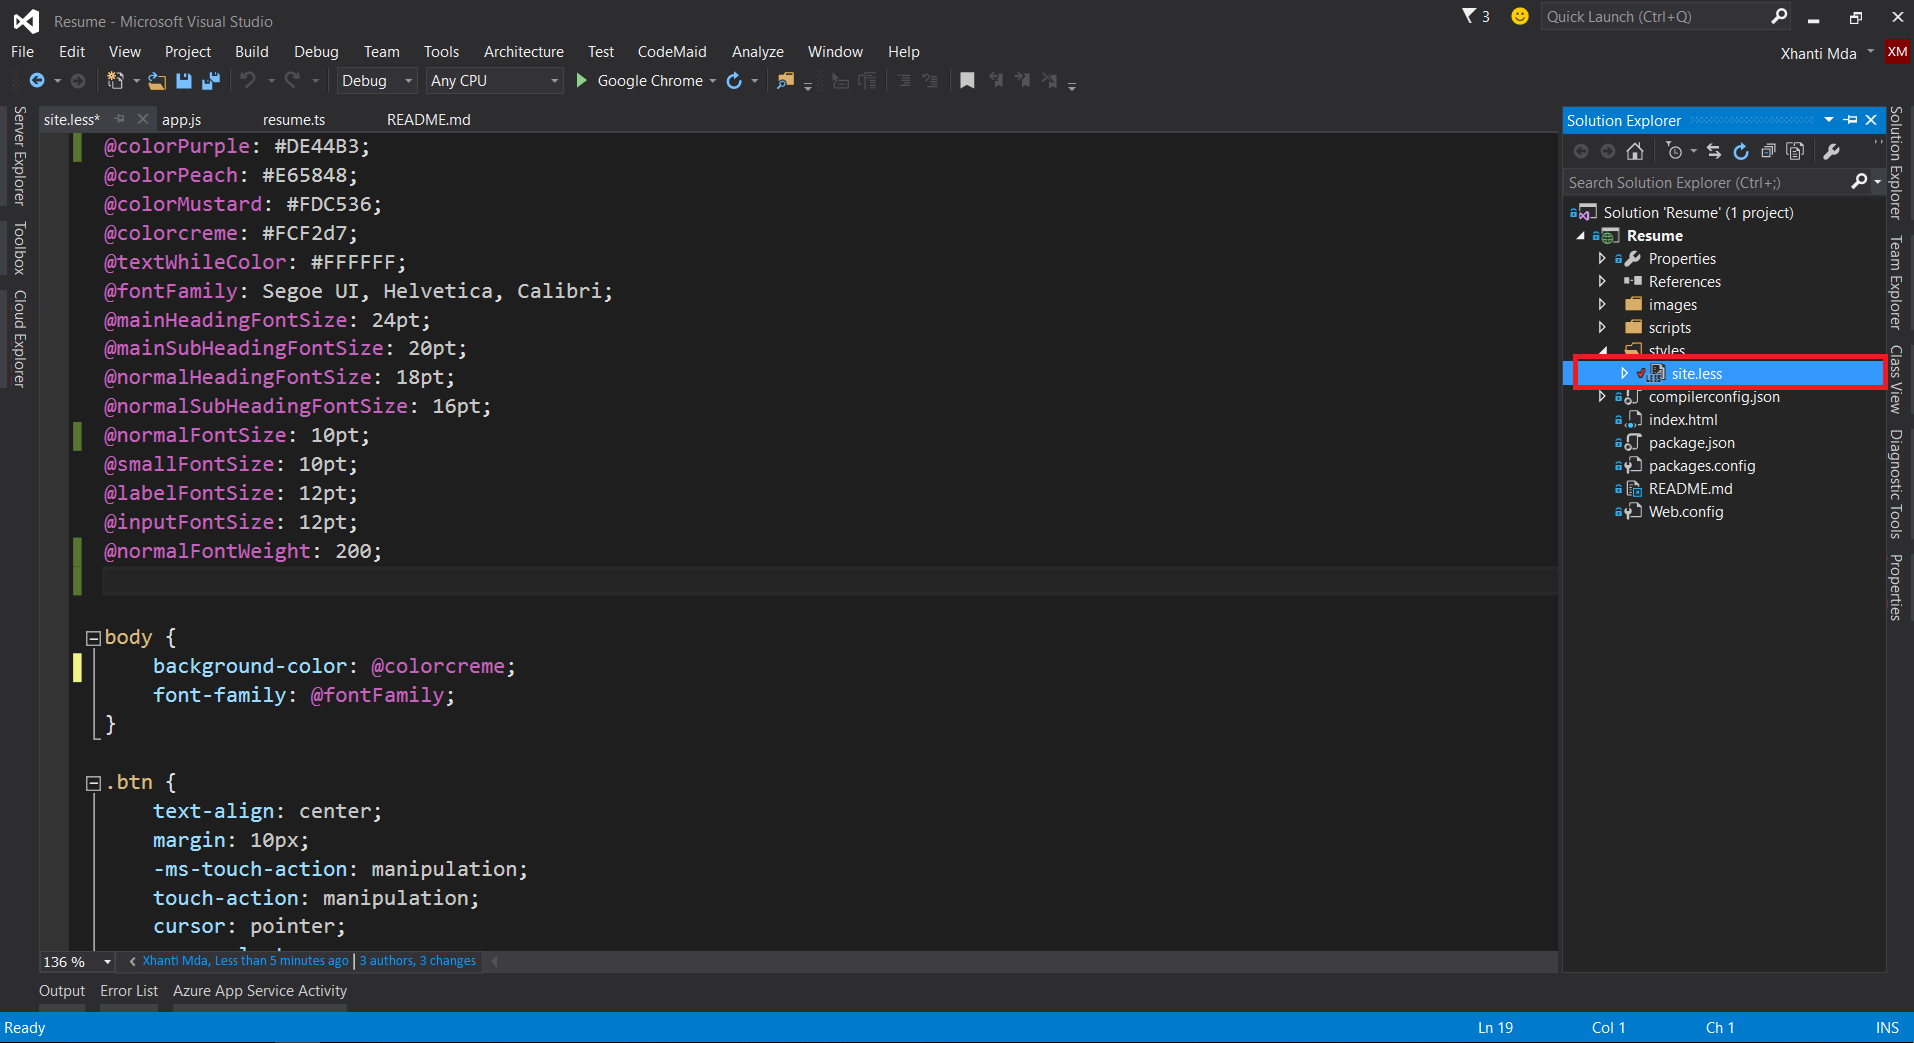 Resume - Microsoft Visual Studio
3
Quick Launch (Ctrl+Q)
File Edit View Project Build Debug Team Tools Architecture Test CodeMaid Analyze Window Help
Xhanti Mda XM
Debug Any CPU Google Chrome
Server Explorer
Toolbox
Cloud Explorer
site.less* app.js resume.ts README.md
@colorPurple: #DE44B3;
@colorPeach: #E65848;
@colorMustard: #FDC536;
@colorcreme: #FCF2d7;
@textWhileColor: #FFFFFF;
@fontFamily: Segoe UI, Helvetica, Calibri;
@mainHeadingFontSize: 24pt;
@mainSubHeadingFontSize: 20pt;
@normalHeadingFontSize: 18pt;
@normalSubHeadingFontSize: 16pt;
@normalFontSize: 10pt;
@smallFontSize: 10pt;
@labelFontSize: 12pt;
@inputFontSize: 12pt;
@normalFontWeight: 200;
body {
background-color: @colorcreme;
font-family: @fontFamily;
}
.btn {
text-align: center;
margin: 10px;
-ms-touch-action: manipulation;
touch-action: manipulation;
cursor: pointer;
136 %
Xhanti Mda, Less than 5 minutes ago | 3 authors, 3 changes
Solution Explorer
Search Solution Explorer (Ctrl+;)
Solution 'Resume' (1 project)
Resume
Properties
References
images
scripts
styles
site.less
compilerconfig.json
index.html
package.json
packages.config
README.md
Web.config
Solution Explorer
Team Explorer
Class View
Diagnostic Tools
Properties
Output Error List Azure App Service Activity
Ready
Ln 19 Col 1 Ch 1 INS